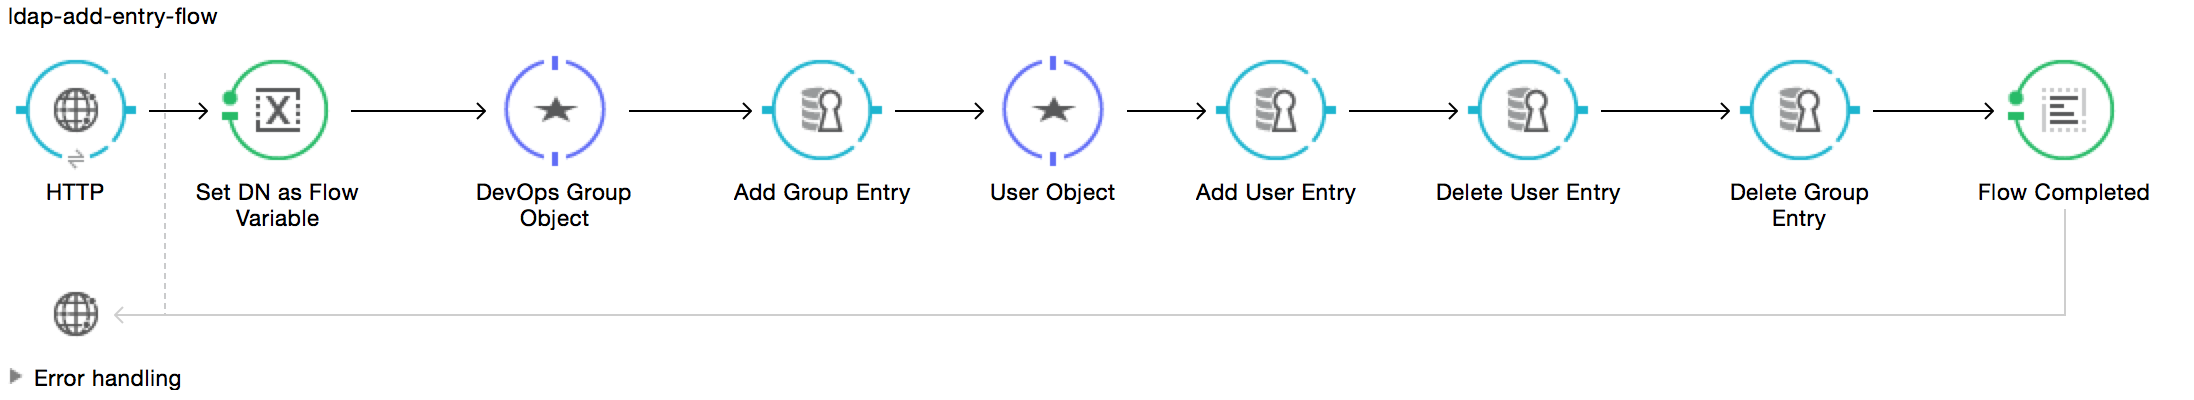 ldap-add-entry-flow
HTTP
Set DN as Flow
Variable
DevOps Group
Object
Add Group Entry
User Object
Add User Entry
Delete User Entry
Delete Group
Entry
Flow Completed
Error handling